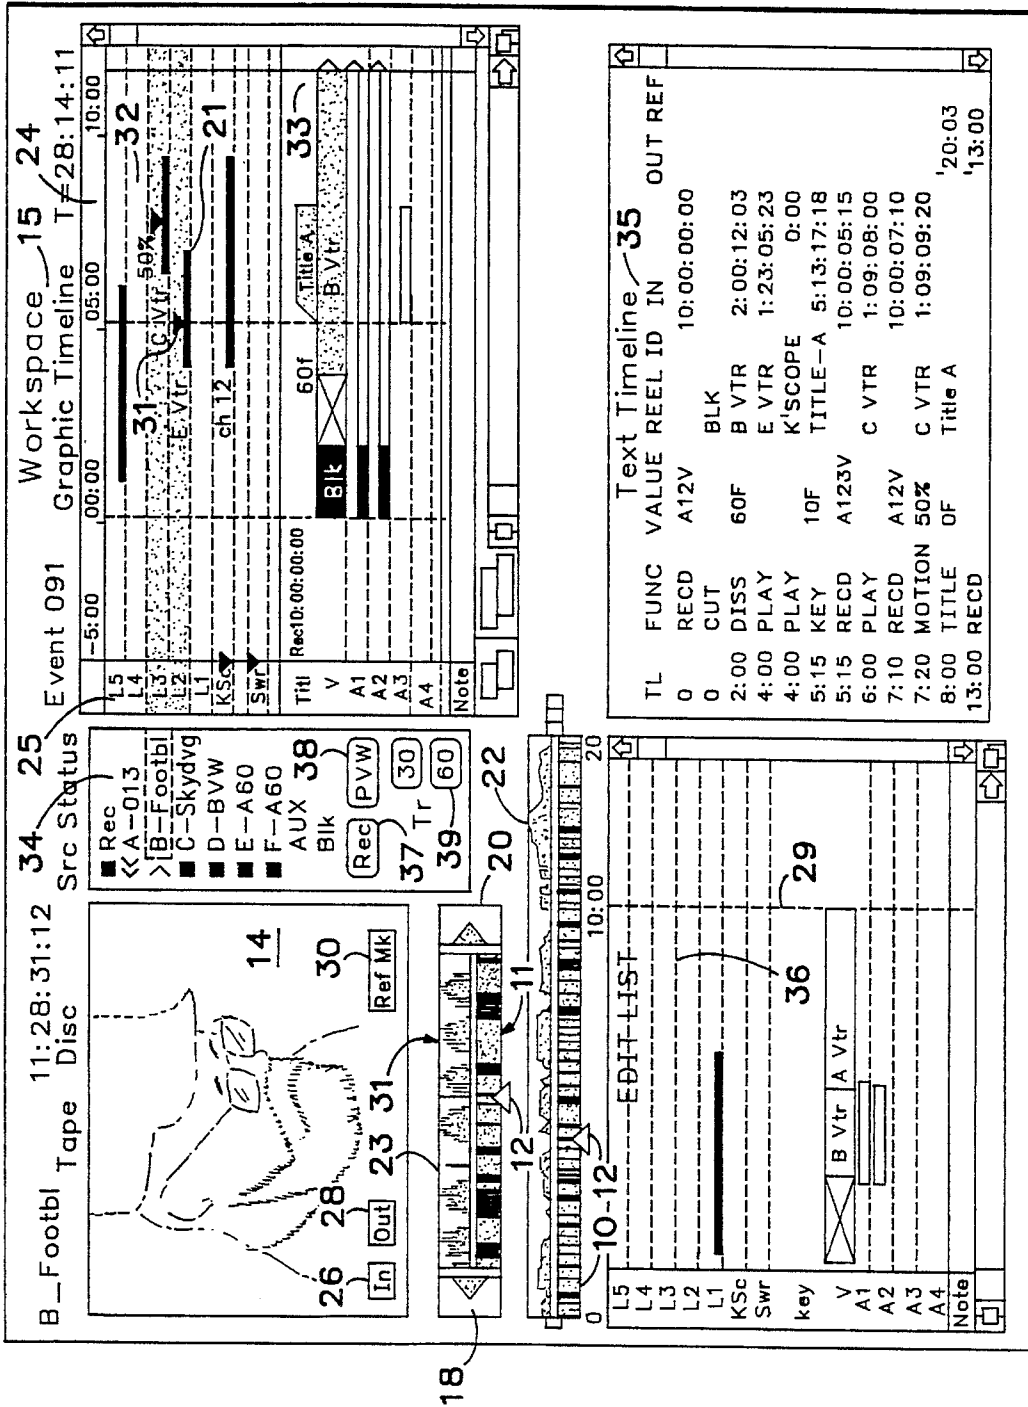 B_Footbl 11:28:31:12
Tape Disc
14
26 28 30
In Out Ref Mk
18
23 31
11
12
20
22
10 12
0 10:00 20
34 25
Src Status
Rec
<<A-013
>B-Footbl
C-Skydvg
D-BVW
E-A60
F-A60
AUX
Blk 38
Rec PVW
37 Tr 30
39 60
Workspace 15 24
Event 091 Graphic Timeline T=28:14:11
-5:00 00:00 05:00 10:00
L5
L4
L3 C Vtr 50% 32
L2 E Vtr 31 21
L1
KSc ch 12
Swr
Rec10:00:00:00
Titl 60f Title A 33
V Blk B Vtr
A1
A2
A3
A4
Note
EDIT LIST
L5
L4
L3 36
L2
L1
KSc 29
Swr
key
V B Vtr A Vtr
A1
A2
A3
A4
Note
Text Timeline 35
TL FUNC VALUE REEL ID IN OUT REF
0 RECD A12V 10:00:00:00
0 CUT BLK
2:00 DISS 60F B VTR 2:00:12:03
4:00 PLAY E VTR 1:23:05:23
4:00 PLAY K'SCOPE 0:00
5:15 KEY 10F TITLE-A 5:13:17:18
5:15 RECD A123V 10:00:05:15
6:00 PLAY C VTR 1:09:08:00
7:10 RECD A12V 10:00:07:10
7:20 MOTION 50% C VTR 1:09:09:20
8:00 TITLE 0F Title A '20:03
13:00 RECD '13:00